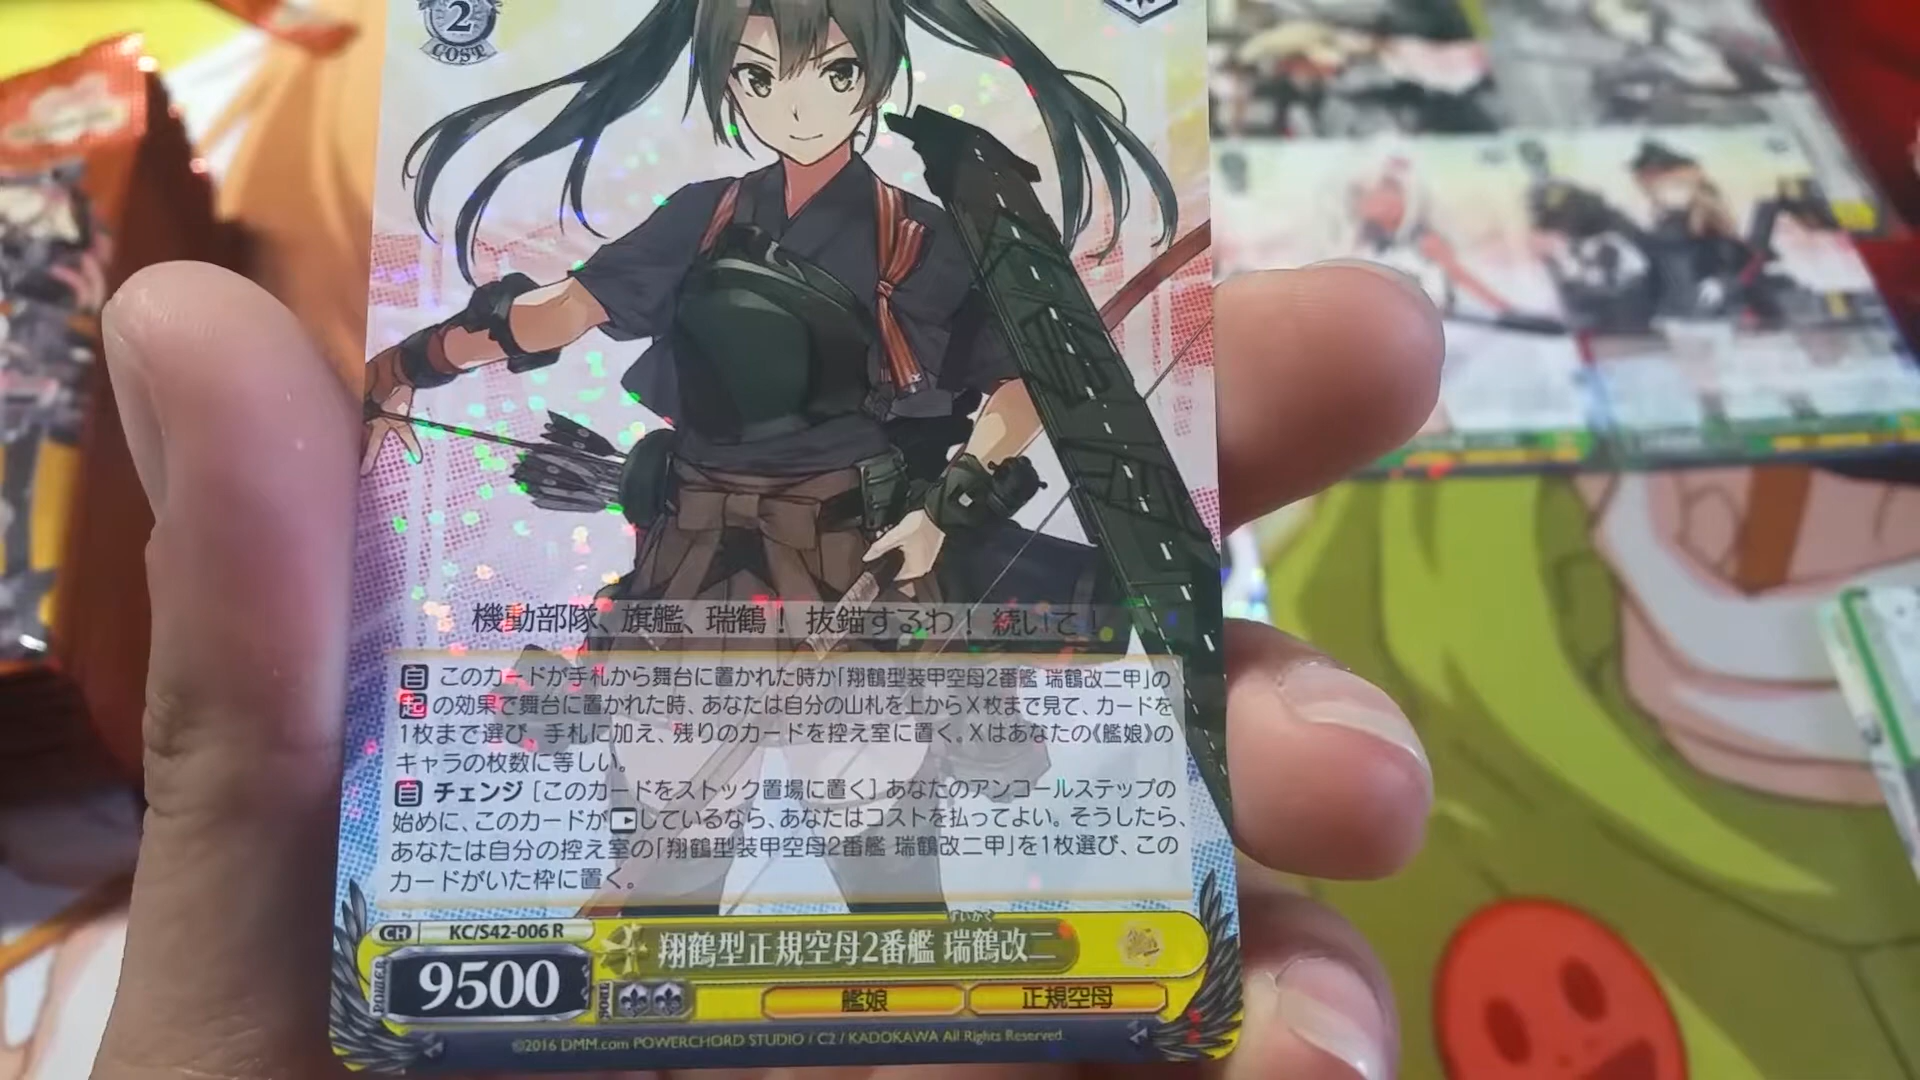 2
COST
機動部隊、旗艦、瑞鶴！ 抜錨するわ！ 続いて！
自 このカードが手札から舞台に置かれた時か「翔鶴型装甲空母2番艦 瑞鶴改二甲」の
起 の効果で舞台に置かれた時、あなたは自分の山札を上からX枚まで見て、カードを
1枚まで選び、手札に加え、残りのカードを控え室に置く。Xはあなたの《艦娘》の
キャラの枚数に等しい。
自 チェンジ [このカードをストック置場に置く] あなたのアンコールステップの
始めに、このカードがしているなら、あなたはコストを払ってよい。そうしたら、
あなたは自分の控え室の「翔鶴型装甲空母2番艦 瑞鶴改二甲」を1枚選び、この
カードがいた枠に置く。
CH KC/S42-006 R
ずいかく
翔鶴型正規空母2番艦 瑞鶴改二
POWER 9500 SOUL 艦娘 正規空母
©2016 DMM.com POWERCHORD STUDIO / C2 / KADOKAWA All Rights Reserved.